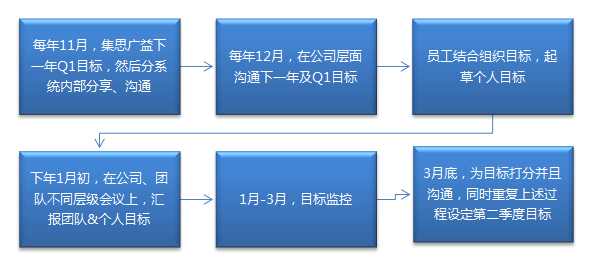 每年11月，集思广益下
一年Q1目标，然后分系
统内部分享、沟通
每年12月，在公司层面
沟通下一年及Q1目标
员工结合组织目标，起
草个人目标
下年1月初，在公司、团
队不同层级会议上，汇
报团队&个人目标
1月-3月，目标监控
3月底，为目标打分并且
沟通，同时重复上述过
程设定第二季度目标